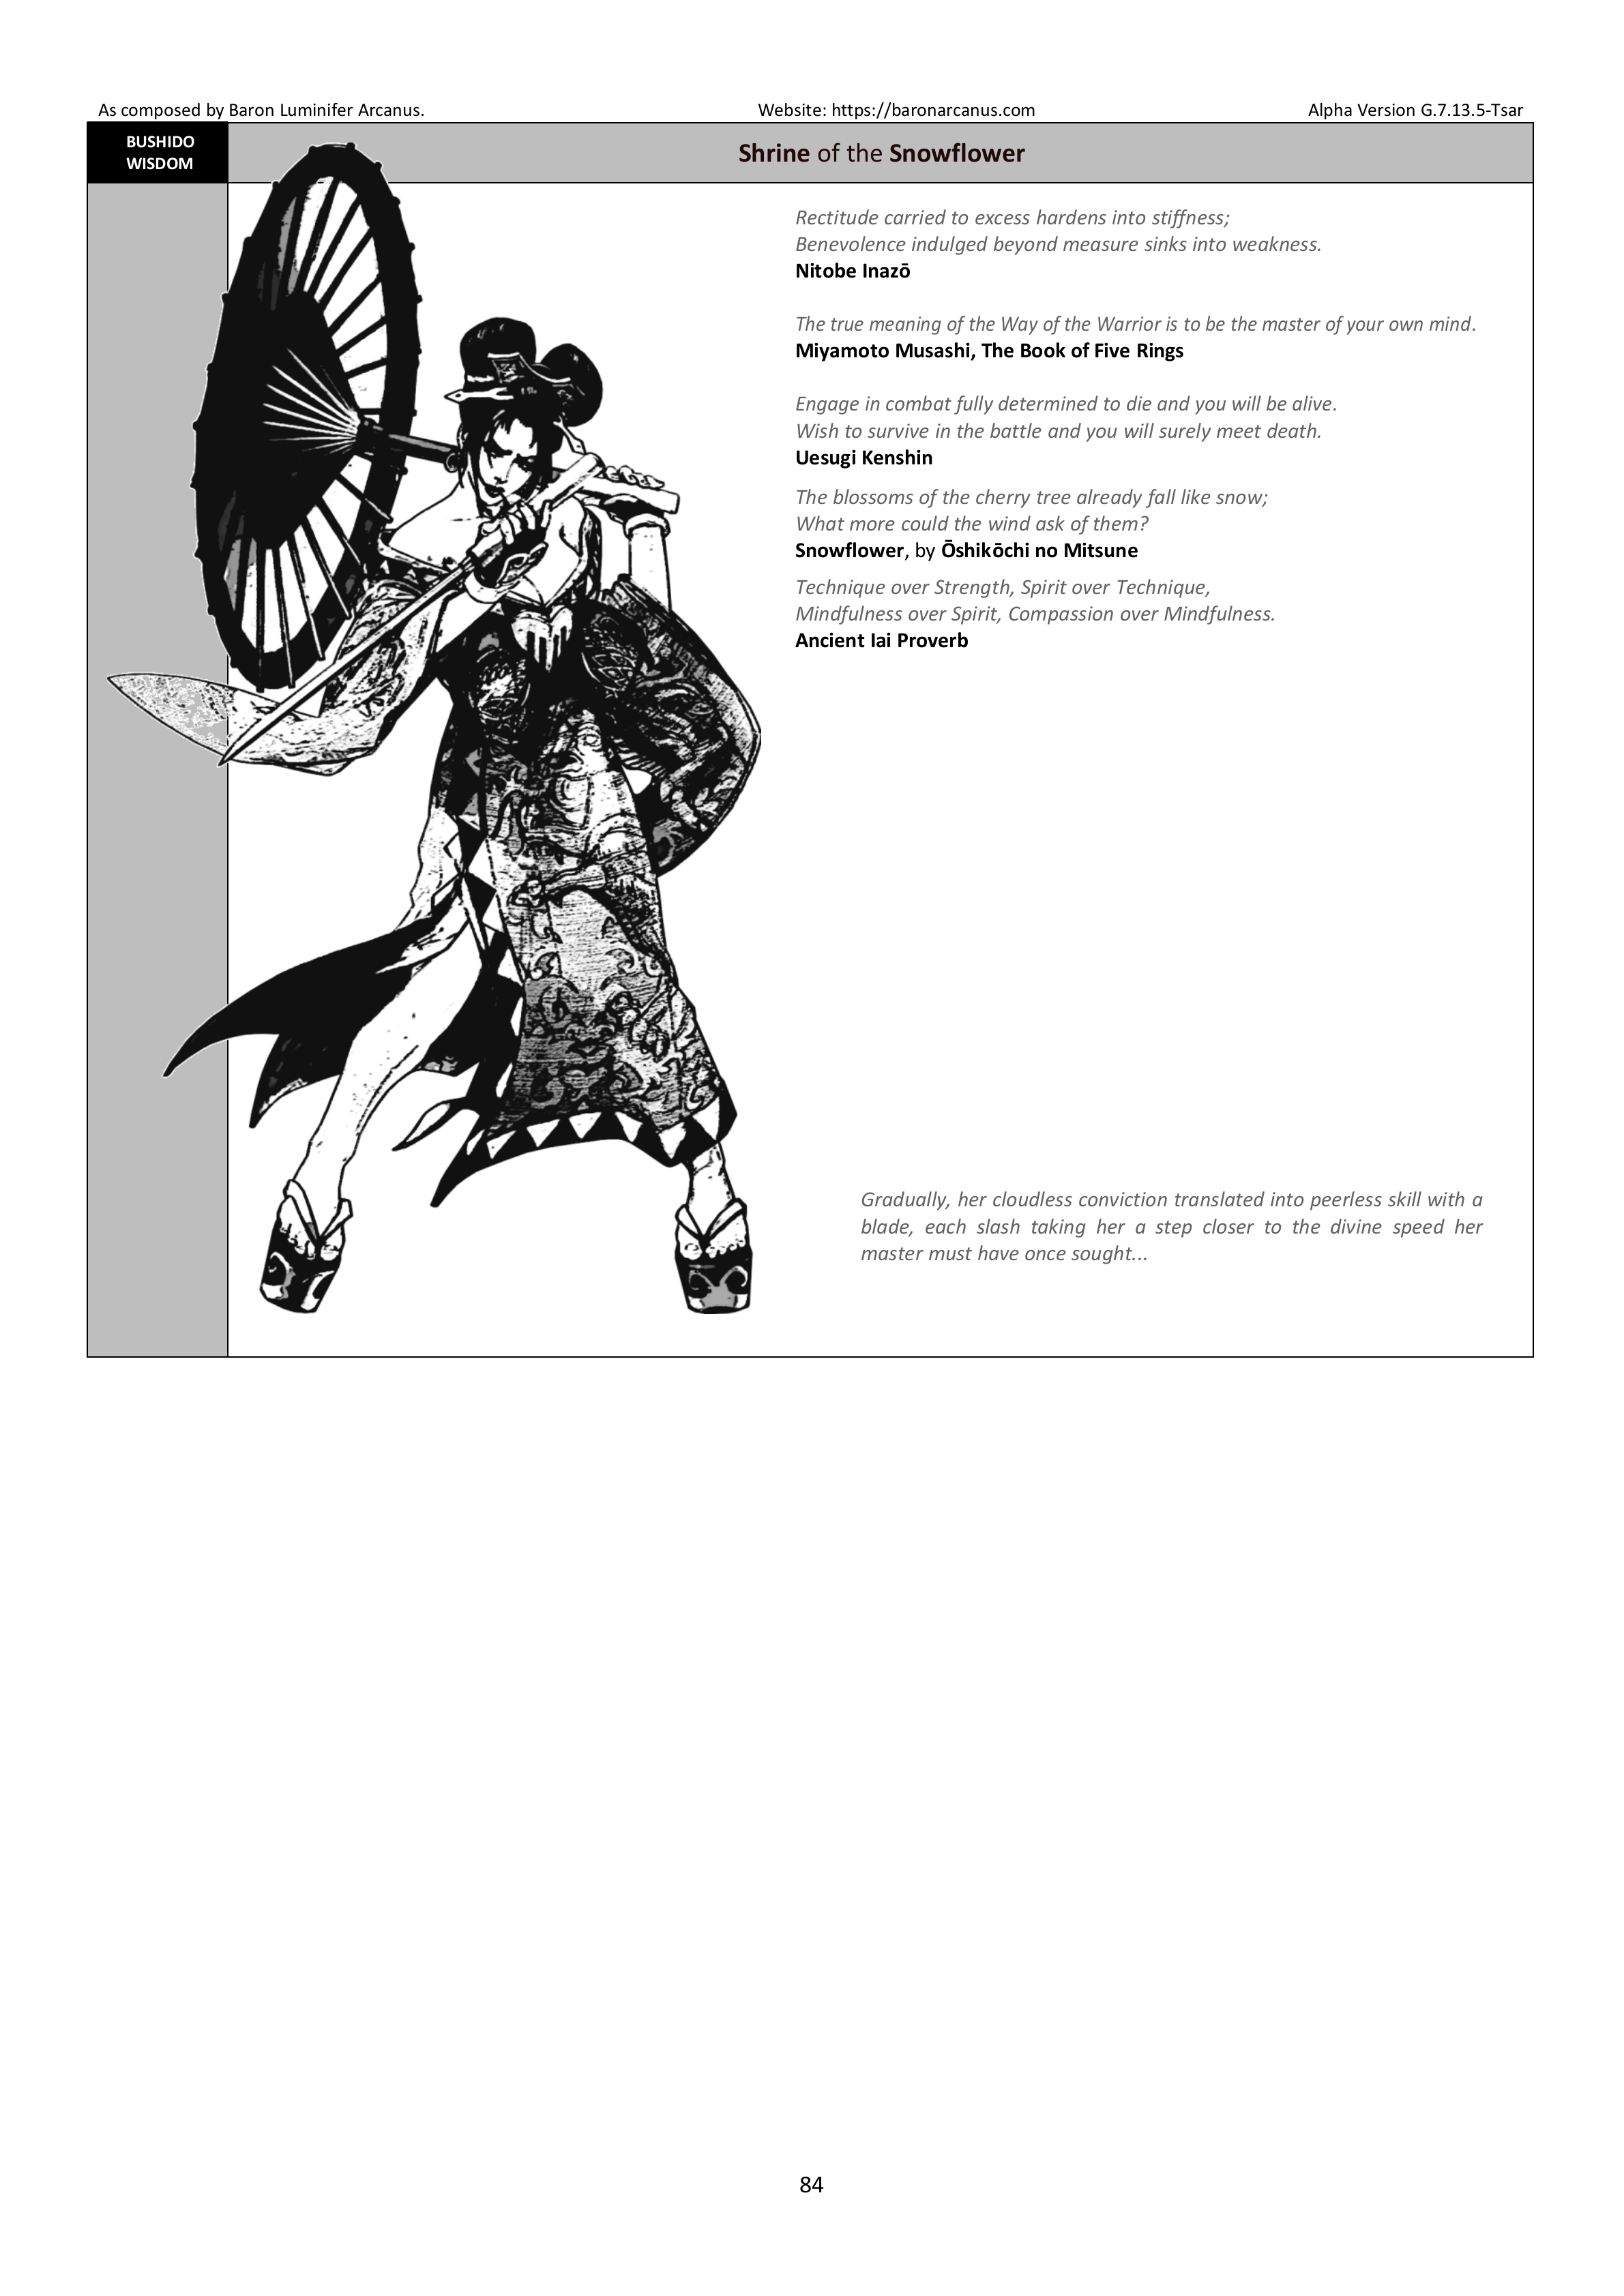 As composed by Baron Luminifer Arcanus.
Website: https://baronarcanus.com
Alpha Version G.7.13.5-Tsar
BUSHIDO
WISDOM
Shrine of the Snowflower
Rectitude carried to excess hardens into stiffness;
Benevolence indulged beyond measure sinks into weakness.
Nitobe Inazō
The true meaning of the Way of the Warrior is to be the master of your own mind.
Miyamoto Musashi, The Book of Five Rings
Engage in combat fully determined to die and you will be alive.
Wish to survive in the battle and you will surely meet death.
Uesugi Kenshin
The blossoms of the cherry tree already fall like snow;
What more could the wind ask of them?
Snowflower, by Ōshikōchi no Mitsune
Technique over Strength, Spirit over Technique,
Mindfulness over Spirit, Compassion over Mindfulness.
Ancient Iai Proverb
Gradually, her cloudless conviction translated into peerless skill with a
blade, each slash taking her a step closer to the divine speed her
master must have once sought...
84